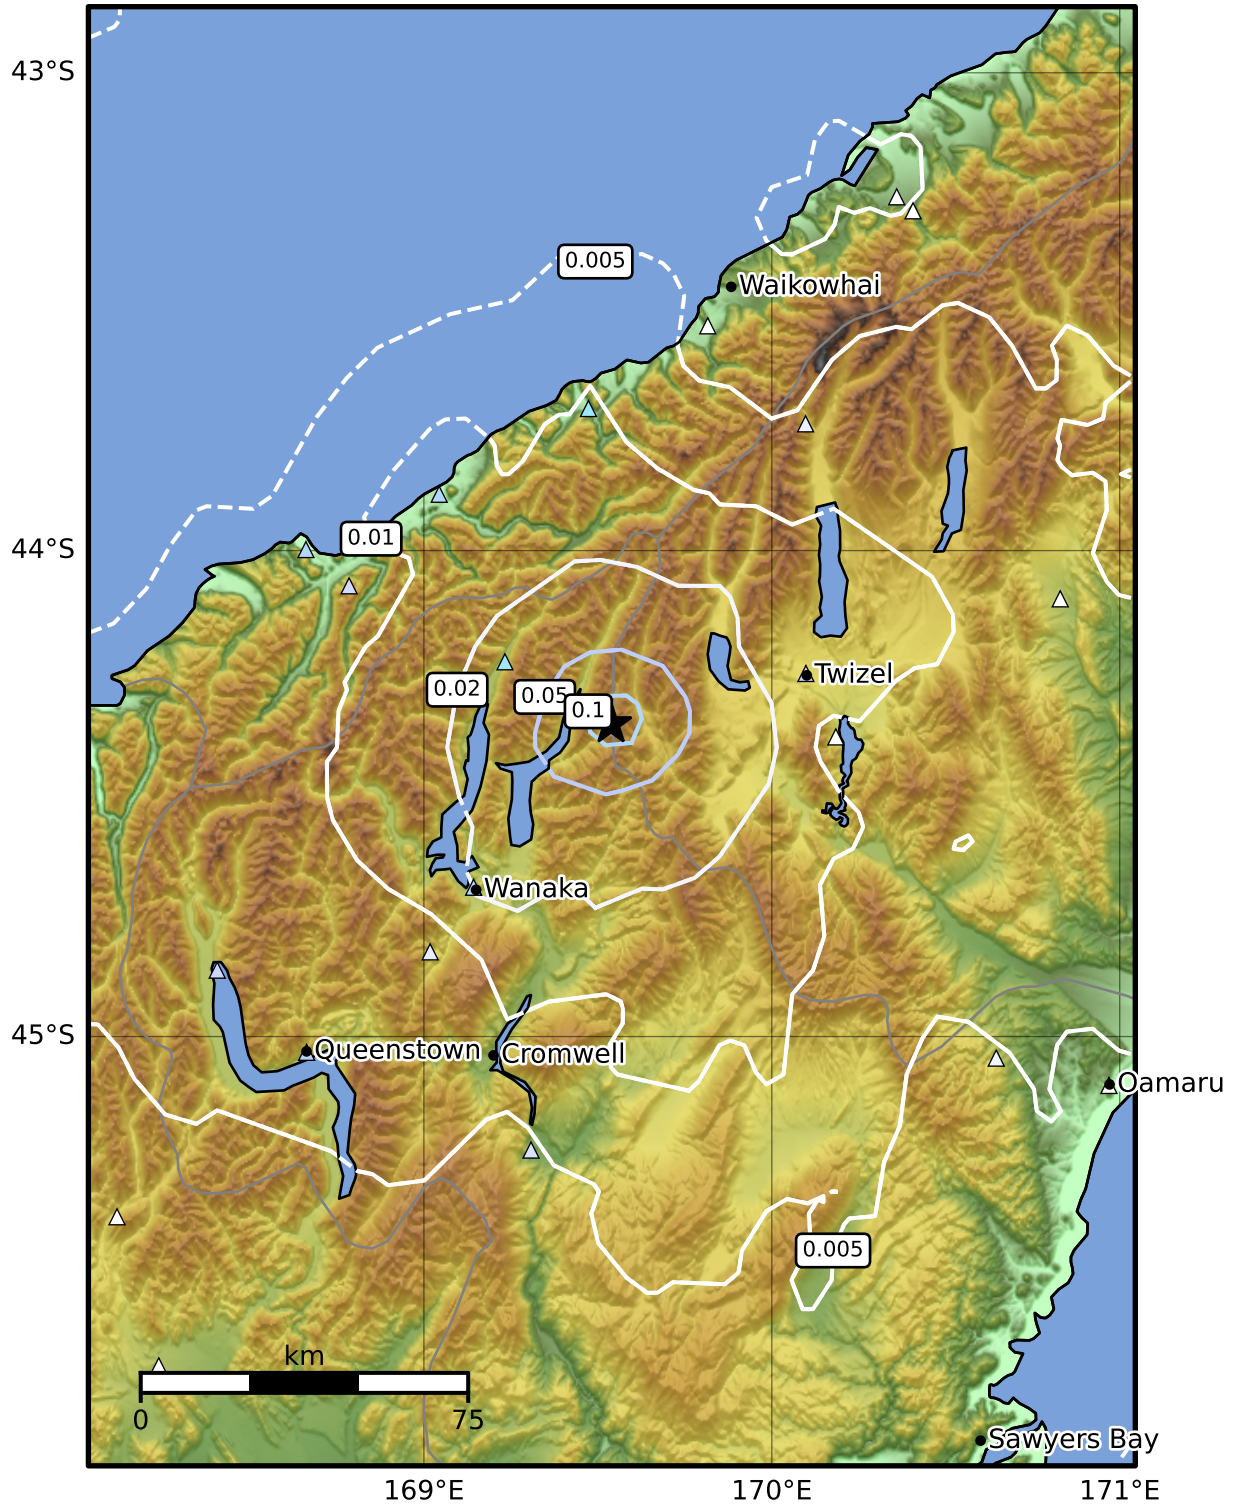 43°S
0.005
Waikowhai
0.01
44°S
Twizel
0.02
0.05
0.1
Wanaka
45°S
Queenstown
Cromwell
Oamaru
0.005
km
0
75
Sawyers Bay
169°E
170°E
171°E